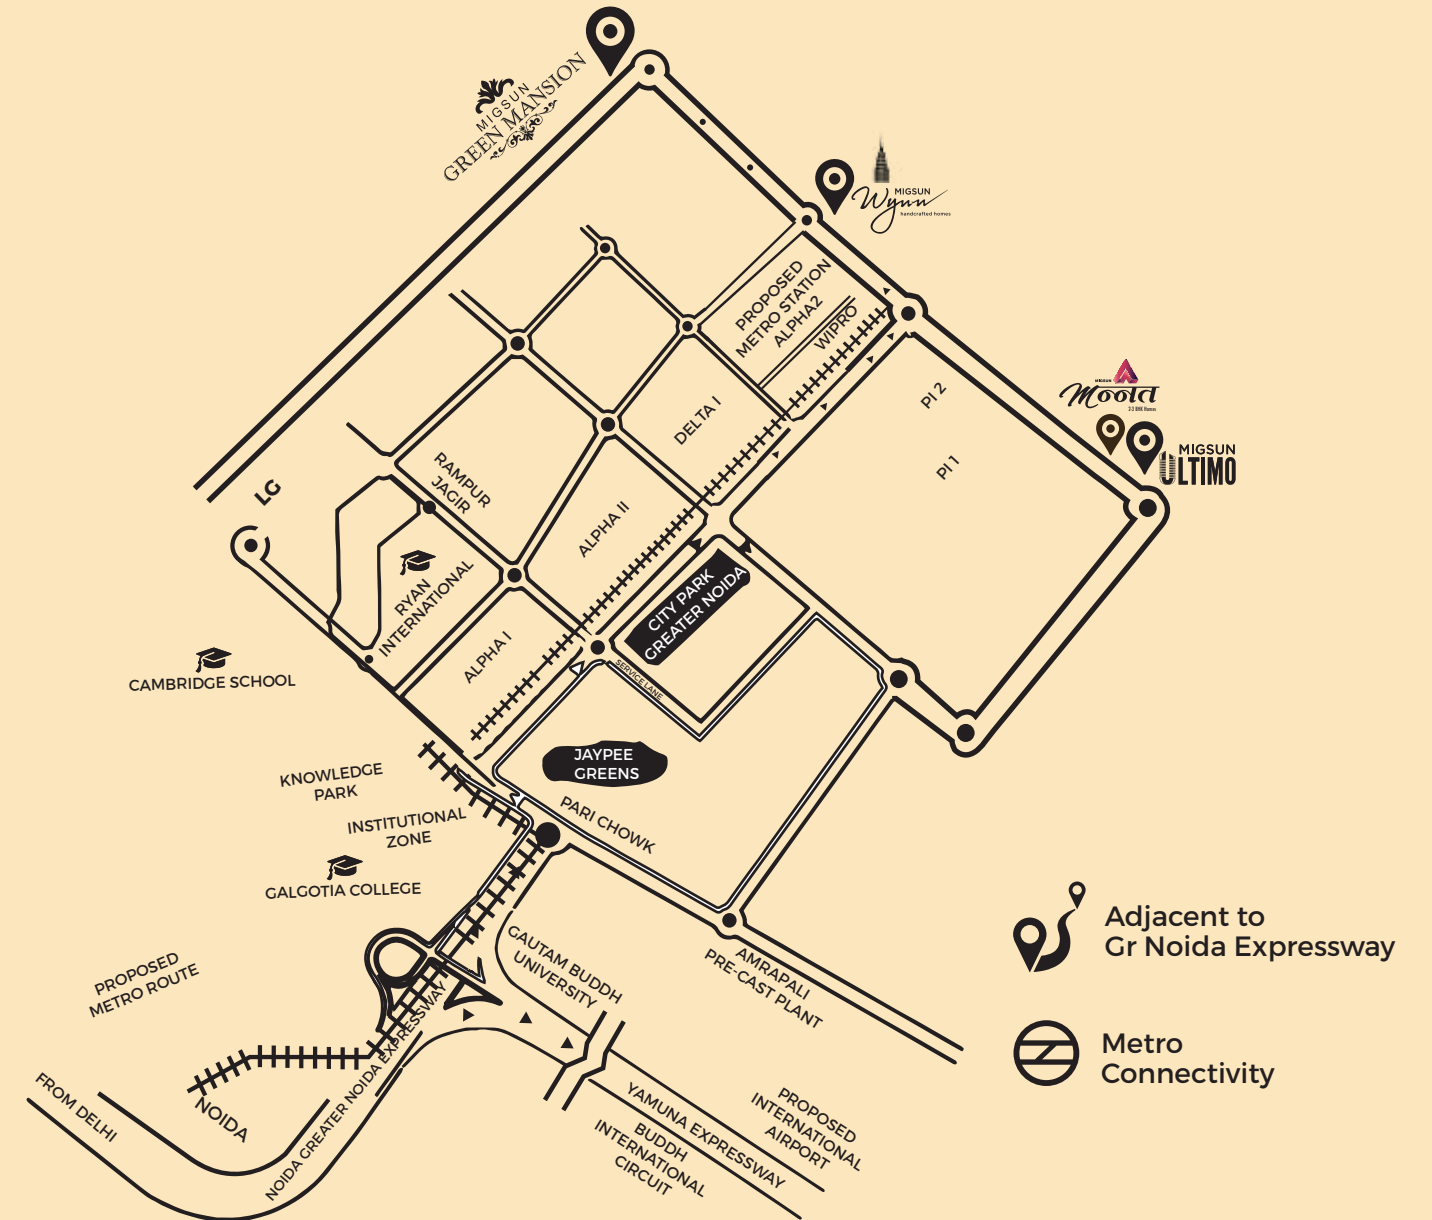 MIGSUN
GREEN MANSION
MIGSUN
Wynn
handcrafted homes
PROPOSED
METRO STATION
ALPHA2
WIPRO
PI 2
PI 1
MIGSUN
2-3 BHK Homes
MIGSUN
ULTIMO
DELTA I
RAMPUR
JAGIR
LG
ALPHA II
RYAN
INTERNATIONAL
ALPHA I
CITY PARK
GREATER NOIDA
SERVICE LANE
CAMBRIDGE SCHOOL
JAYPEE
GREENS
KNOWLEDGE
PARK
INSTITUTIONAL
ZONE
PARI CHOWK
GALGOTIA COLLEGE
GAUTAM BUDDH
UNIVERSITY
AMRAPALI
PRE-CAST PLANT
PROPOSED
METRO ROUTE
NOIDA GREATER NOIDA EXPRESSWAY
NOIDA
FROM DELHI
YAMUNA EXPRESSWAY
PROPOSED
INTERNATIONAL
AIRPORT
BUDDH
INTERNATIONAL
CIRCUIT
Adjacent to
Gr Noida Expressway
Metro
Connectivity